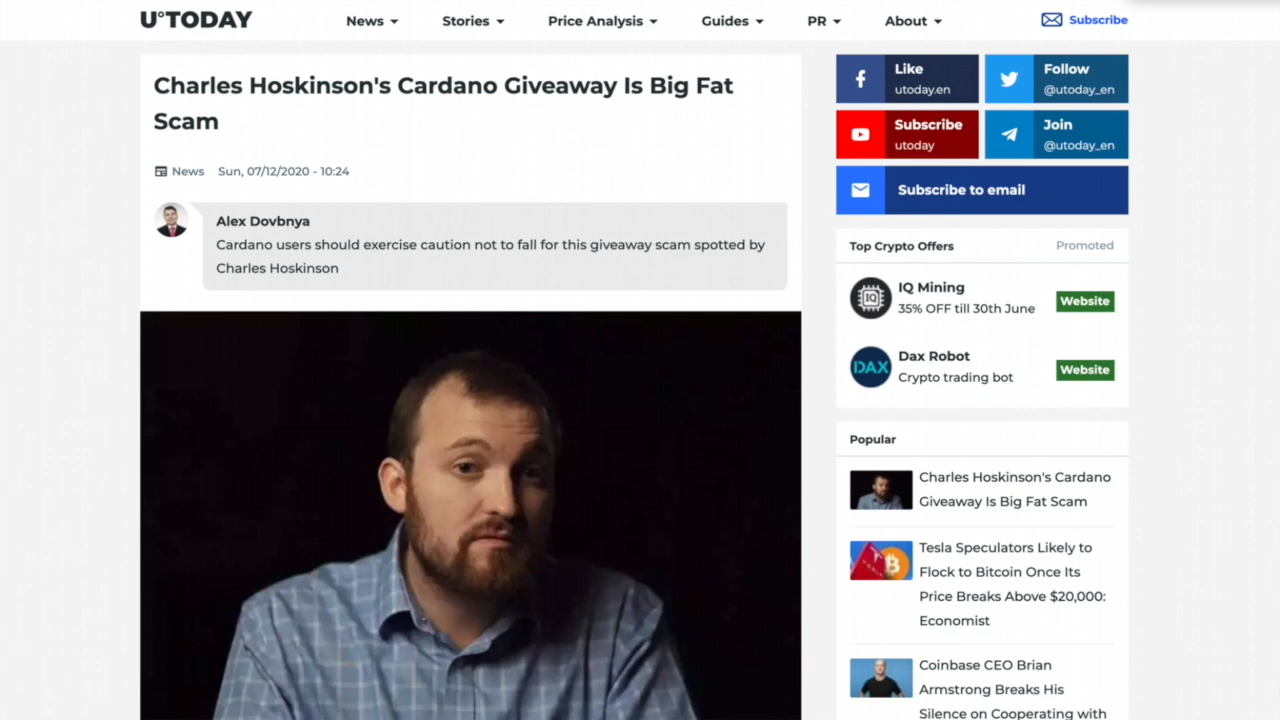 U°TODAY
News
Stories
Price Analysis
Guides
PR
About
Subscribe
Charles Hoskinson's Cardano Giveaway Is Big Fat
Scam
News Sun, 07/12/2020 - 10:24
Alex Dovbnya
Cardano users should exercise caution not to fall for this giveaway scam spotted by
Charles Hoskinson
Like
utoday.en
Follow
@utoday_en
Subscribe
utoday
Join
@utoday_en
Subscribe to email
Top Crypto Offers
Promoted
IQ
IQ Mining
35% OFF till 30th June
Website
DAX
Dax Robot
Crypto trading bot
Website
Popular
Charles Hoskinson's Cardano
Giveaway Is Big Fat Scam
Tesla Speculators Likely to
Flock to Bitcoin Once Its
Price Breaks Above $20,000:
Economist
Coinbase CEO Brian
Armstrong Breaks His
Silence on Cooperating with